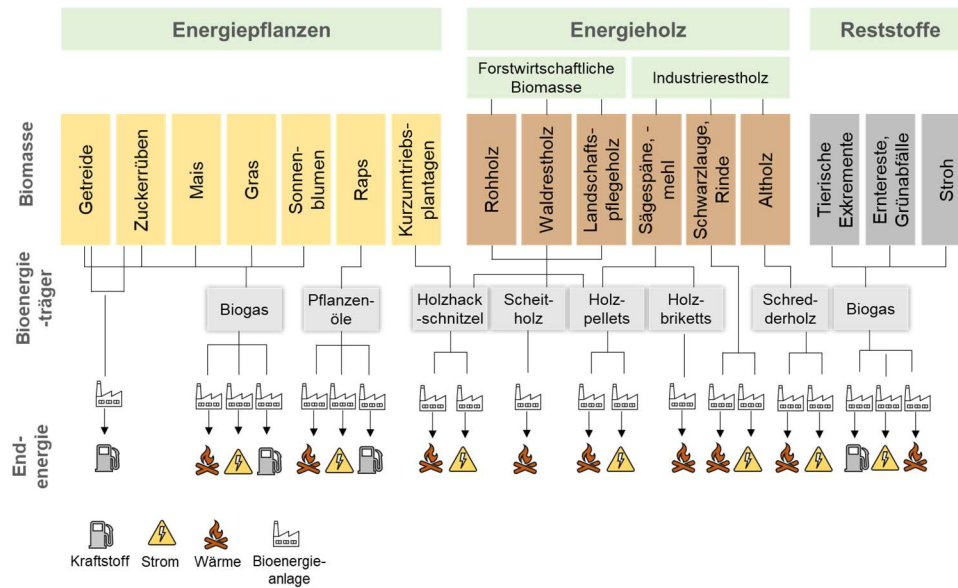 Energiepflanzen
Energieholz
Reststoffe
Forstwirtschaftliche
Biomasse
Industrierestholz
Biomasse
Getreide
Zuckerrüben
Mais
Gras
Sonnen-
blumen
Raps
Kurzumtriebs-
plantagen
Rohholz
Waldrestholz
Landschafts-
pflegeholz
Sägespäne, -
mehl
Schwarzlauge,
Rinde
Altholz
Tierische
Exkremente
Erntereste,
Grünabfälle
Stroh
Bioenergie
-träger
Biogas
Pflanzen-
öle
Holzhack
-schnitzel
Scheit-
holz
Holz-
pellets
Holz-
briketts
Schred-
derholz
Biogas
End-
energie
Kraftstoff
Strom
Wärme
Bioenergie-
anlage